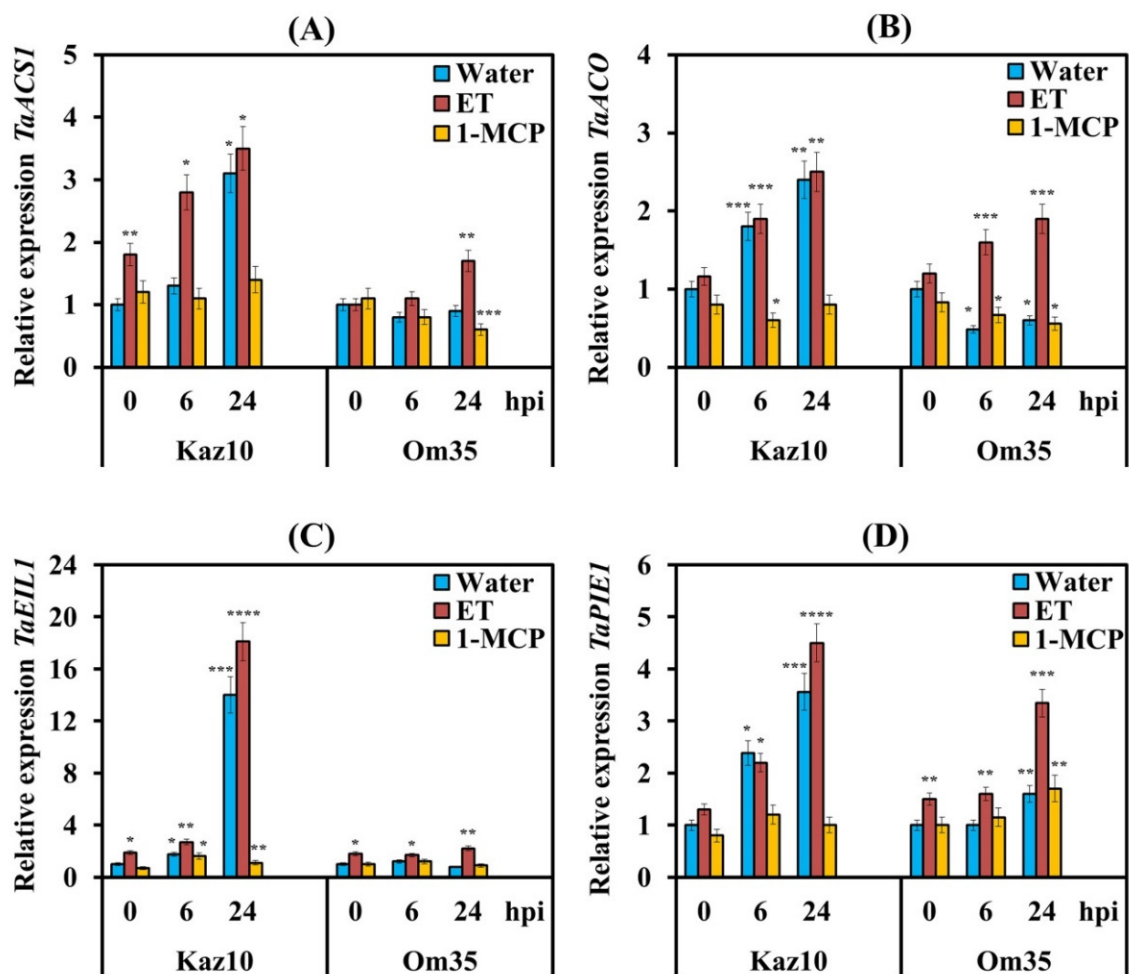 (A)
Relative expression TaACS1
5
4
3
2
1
0
Water
ET
1-MCP
**
*
*
*
**
***
0 6 24 0 6 24 hpi
Kaz10 Om35
(B)
Relative expression TaACO
4
3
2
1
0
Water
ET
1-MCP
***
***
*
**
**
*
***
*
*
***
*
0 6 24 0 6 24 hpi
Kaz10 Om35
(C)
Relative expression TaEIL1
24
20
16
12
8
4
0
Water
ET
1-MCP
*
*
**
*
***
****
**
*
*
**
0 6 24 0 6 24 hpi
Kaz10 Om35
(D)
Relative expression TaPIE1
6
5
4
3
2
1
0
Water
ET
1-MCP
*
*
***
****
**
**
**
***
**
0 6 24 0 6 24 hpi
Kaz10 Om35